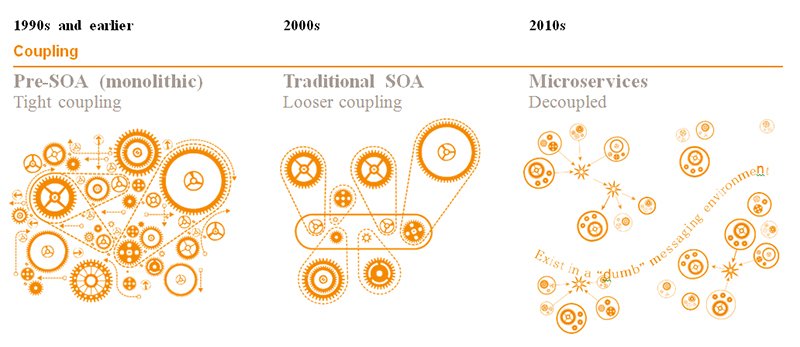 1990s and earlier
2000s
2010s
Coupling
Pre-SOA (monolithic)
Traditional SOA
Microservices
Tight coupling
Looser coupling
Decoupled
Exist in a "dumb" messaging environment